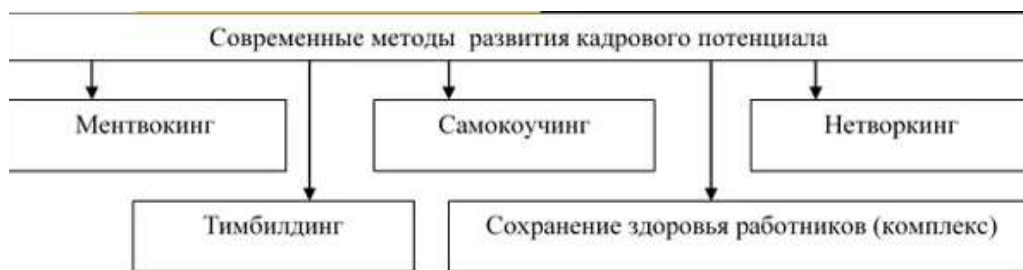 Современные методы развития кадрового потенциала
Ментвокинг
Самокоучинг
Нетворкинг
Тимбилдинг
Сохранение здоровья работников (комплекс)